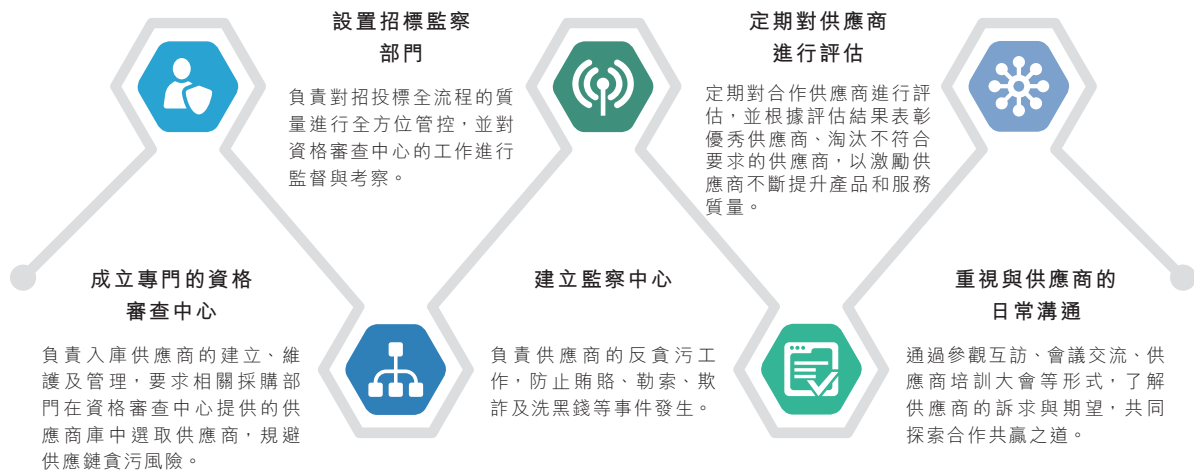 成立專門的資格
審查中心
負責入庫供應商的建立、維
護及管理，要求相關採購部
門在資格審查中心提供的供
應商庫中選取供應商，規避
供應鏈貪污風險。
設置招標監察
部門
負責對招投標全流程的質
量進行全方位管控，並對
資格審查中心的工作進行
監督與考察。
建立監察中心
負責供應商的反貪污工
作，防止賄賂、勒索、欺
詐及洗黑錢等事件發生。
定期對供應商
進行評估
定期對合作供應商進行評
估，並根據評估結果表彰
優秀供應商、淘汰不符合
要求的供應商，以激勵供
應商不斷提升產品和服務
質量。
重視與供應商的
日常溝通
通過參觀互訪、會議交流、供
應商培訓大會等形式，了解
供應商的訴求與期望，共同
探索合作共贏之道。